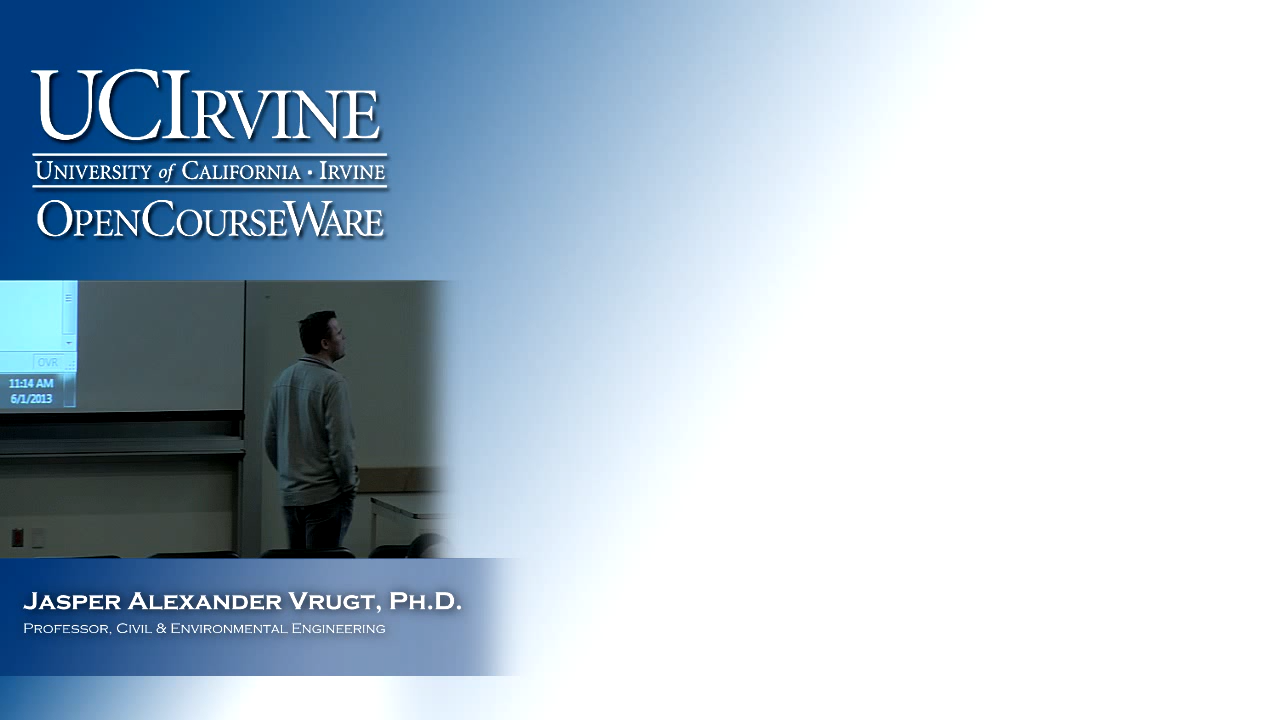 UCIRVINE
UNIVERSITY of CALIFORNIA · IRVINE
OPENCOURSEWARE
OVR
11:14 AM
6/1/2013
JASPER ALEXANDER VRUGT, PH.D.
PROFESSOR, CIVIL & ENVIRONMENTAL ENGINEERING